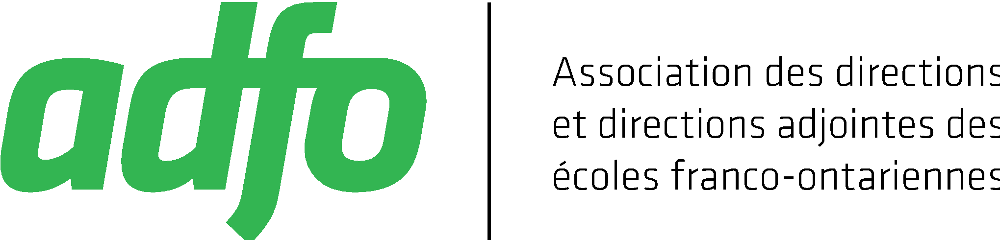 adfo
Association des directions
et directions adjointes des
écoles franco-ontariennes